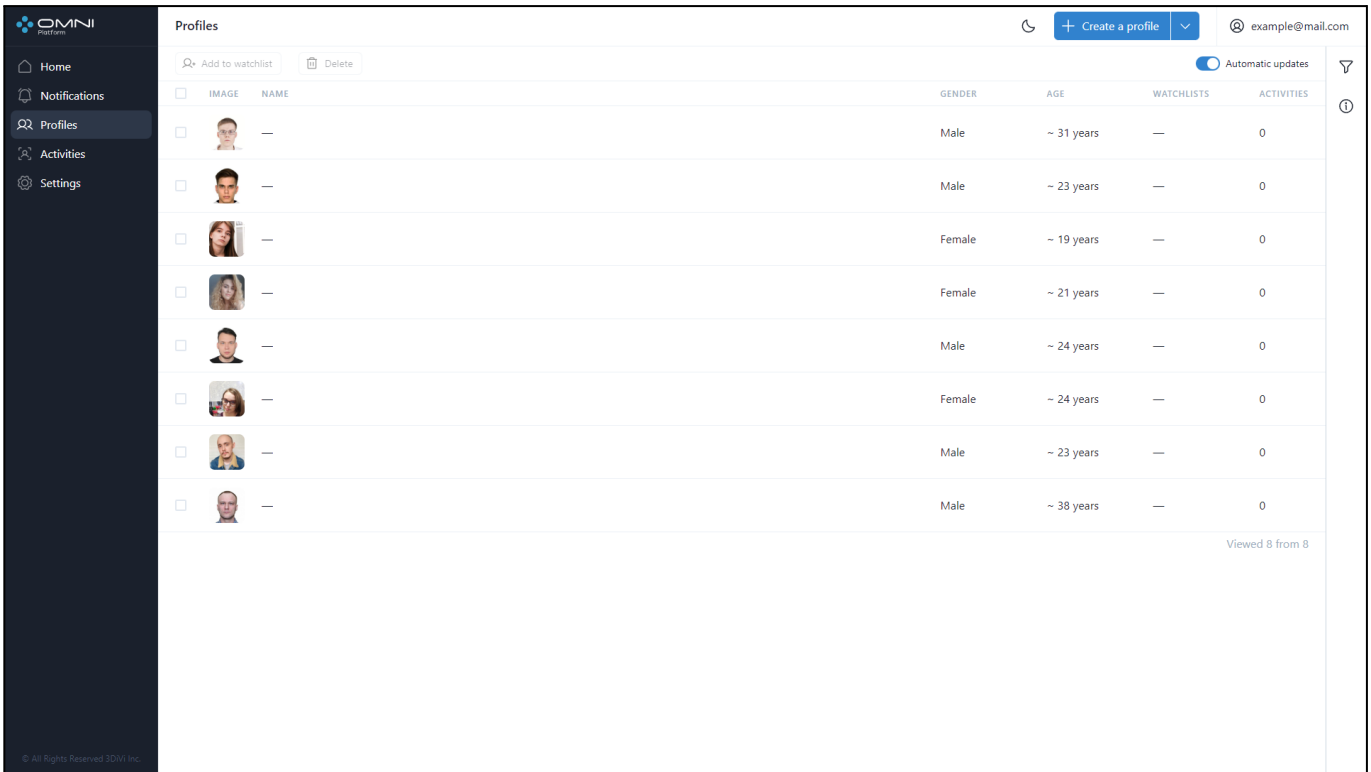 OMNI
Platform
Profiles
Create a profile
example@mail.com
Home
Notifications
Profiles
Activities
Settings
Add to watchlist
Delete
Automatic updates
IMAGE NAME GENDER AGE WATCHLISTS ACTIVITIES
— Male ~ 31 years — 0
— Male ~ 23 years — 0
— Female ~ 19 years — 0
— Female ~ 21 years — 0
— Male ~ 24 years — 0
— Female ~ 24 years — 0
— Male ~ 23 years — 0
— Male ~ 38 years — 0
Viewed 8 from 8
© All Rights Reserved 3DiVi Inc.